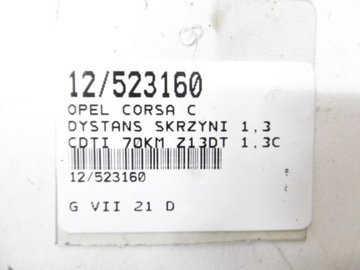 12/523160
OPEL CORSA C
DYSTANS SKRZYNI 1,3
CDTI 70KM Z13DT 1.3C
12/523160
G VII 21 D